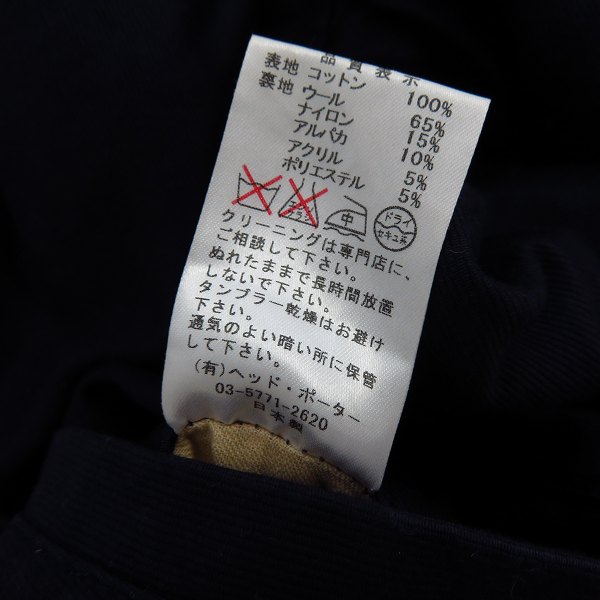 品質表示
表地 コットン 100%
裏地 ウール 65%
ナイロン 15%
アルパカ 10%
アクリル 5%
ポリエステル 5%
エンソ
サラシ
中
ドライ
セキユ系
クリーニングは専門店に、
ご相談して下さい。
ぬれたままで長時間放置
しないで下さい。
タンブラー乾燥はお避け
下さい。
通気のよい暗い所に保管
して下さい。
(有)ヘッド・ポーター
03-5771-2620
日本製